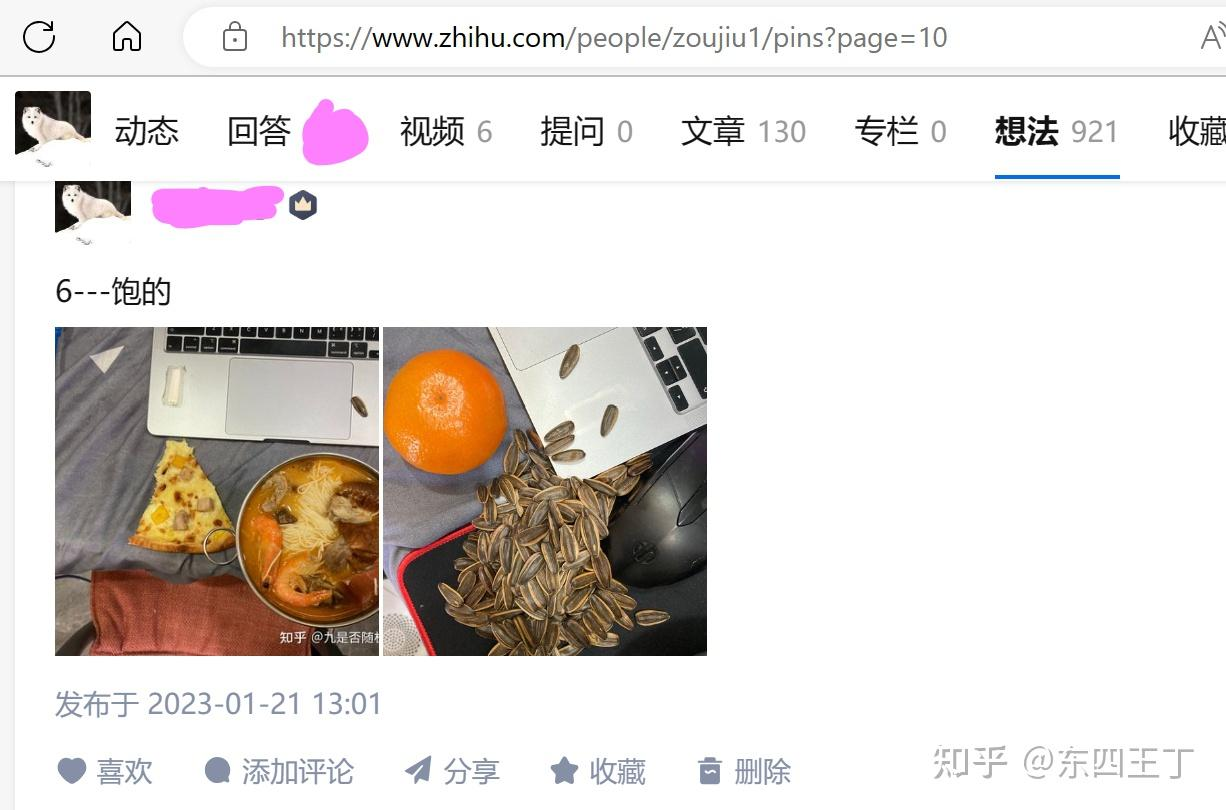 https://www.zhihu.com/people/zoujiu1/pins?page=10
动态 回答 视频 6 提问 0 文章 130 专栏 0 想法 921 收藏
6---饱的
知乎 @九是否随机
发布于 2023-01-21 13:01
喜欢 添加评论 分享 收藏 删除
知乎 @东四王丁